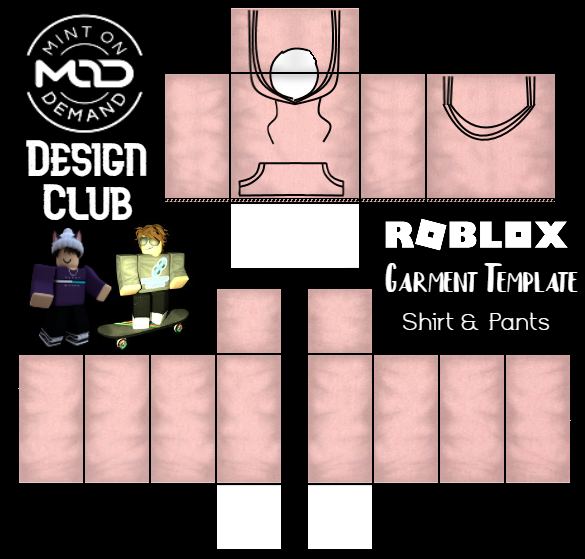 MINT ON
MOD
DEMAND
DESIGN
CLUB
ROBLOX
GARMENT TEMPLATE
Shirt & Pants